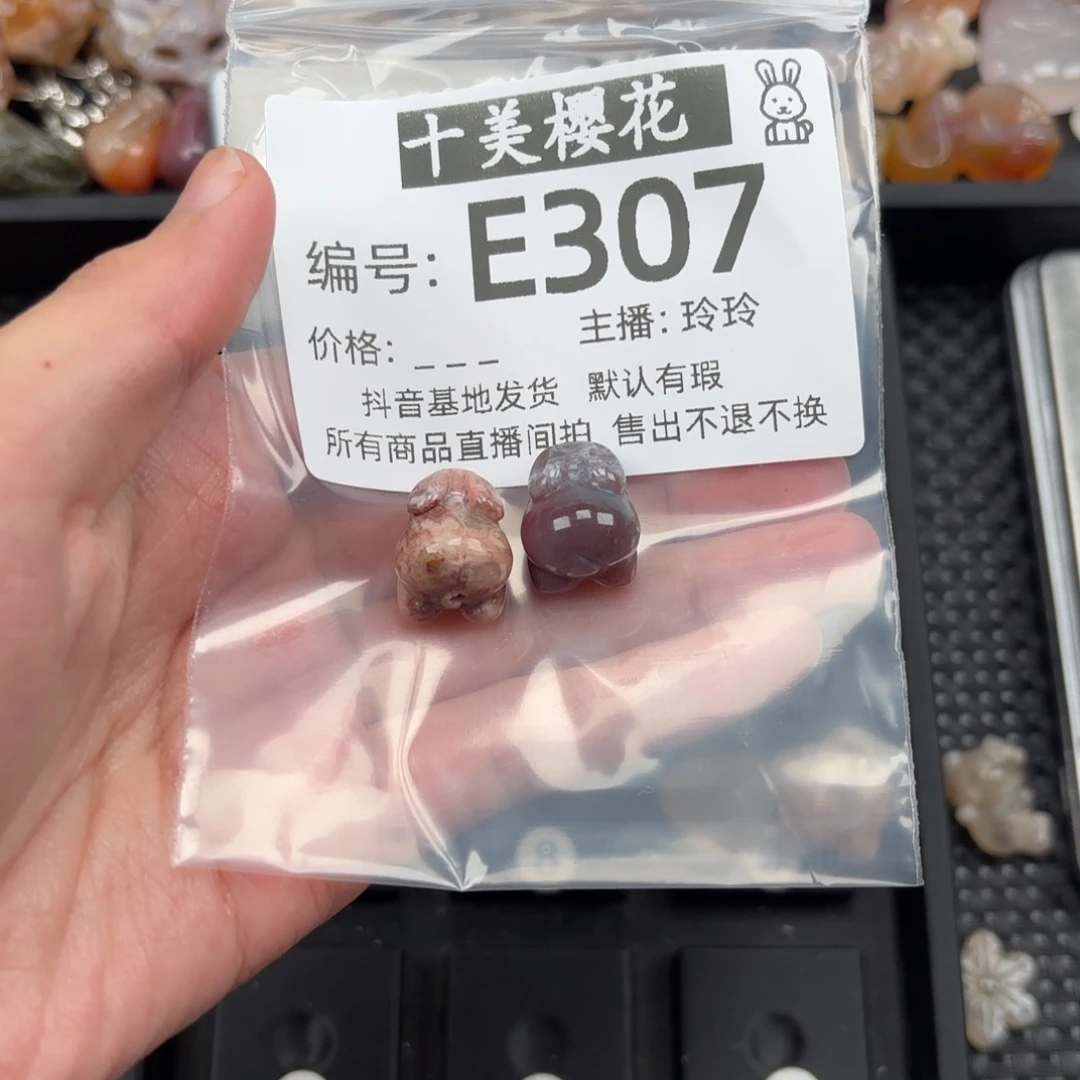 十美樱花
编号: E307
价格: _ _ _ 主播: 玲玲
抖音基地发货 默认有瑕
所有商品直播间拍 售出不退不换
8